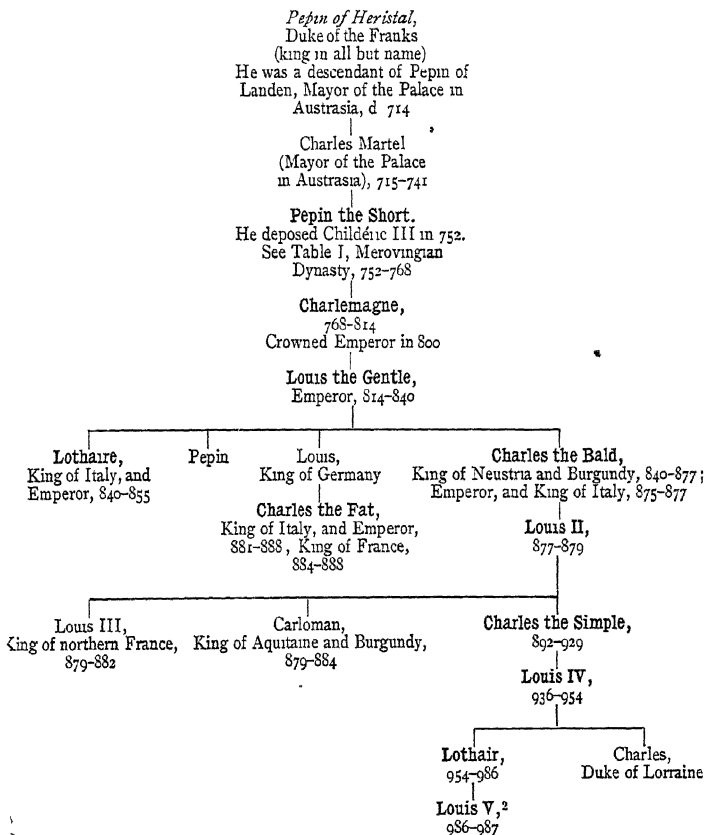 Pepin of Heristal,
Duke of the Franks
(king in all but name)
He was a descendant of Pepin of
Landen, Mayor of the Palace in
Austrasia, d 714
Charles Martel
(Mayor of the Palace
in Austrasia), 715–741
Pepin the Short.
He deposed Childéric III in 752.
See Table I, Merovingian
Dynasty, 752–768
Charlemagne,
768–814
Crowned Emperor in 800
Louis the Gentle,
Emperor, 814–840
Lothaire,
King of Italy, and
Emperor, 840–855
Pepin
Louis,
King of Germany
Charles the Fat,
King of Italy, and Emperor,
881–888, King of France,
884–888
Charles the Bald,
King of Neustria and Burgundy, 840–877;
Emperor, and King of Italy, 875–877
Louis II,
877–879
Louis III,
King of northern France,
879–882
Carloman,
King of Aquitaine and Burgundy,
879–884
Charles the Simple,
892–929
Louis IV,
936–954
Lothair,
954–986
Louis V,²
986–987
Charles,
Duke of Lorraine